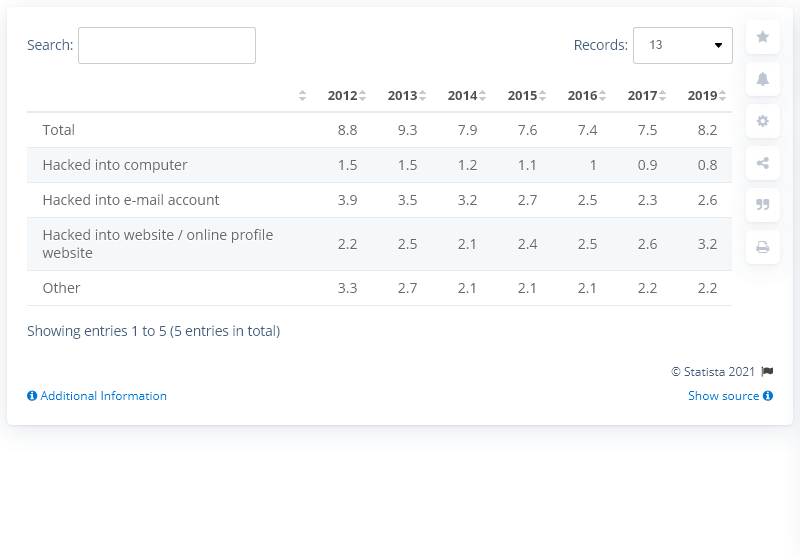 Search:
Records: 13
2012 2013 2014 2015 2016 2017 2019
Total 8.8 9.3 7.9 7.6 7.4 7.5 8.2
Hacked into computer 1.5 1.5 1.2 1.1 1 0.9 0.8
Hacked into e-mail account 3.9 3.5 3.2 2.7 2.5 2.3 2.6
Hacked into website / online profile
website 2.2 2.5 2.1 2.4 2.5 2.6 3.2
Other 3.3 2.7 2.1 2.1 2.1 2.2 2.2
Showing entries 1 to 5 (5 entries in total)
© Statista 2021
Additional Information
Show source